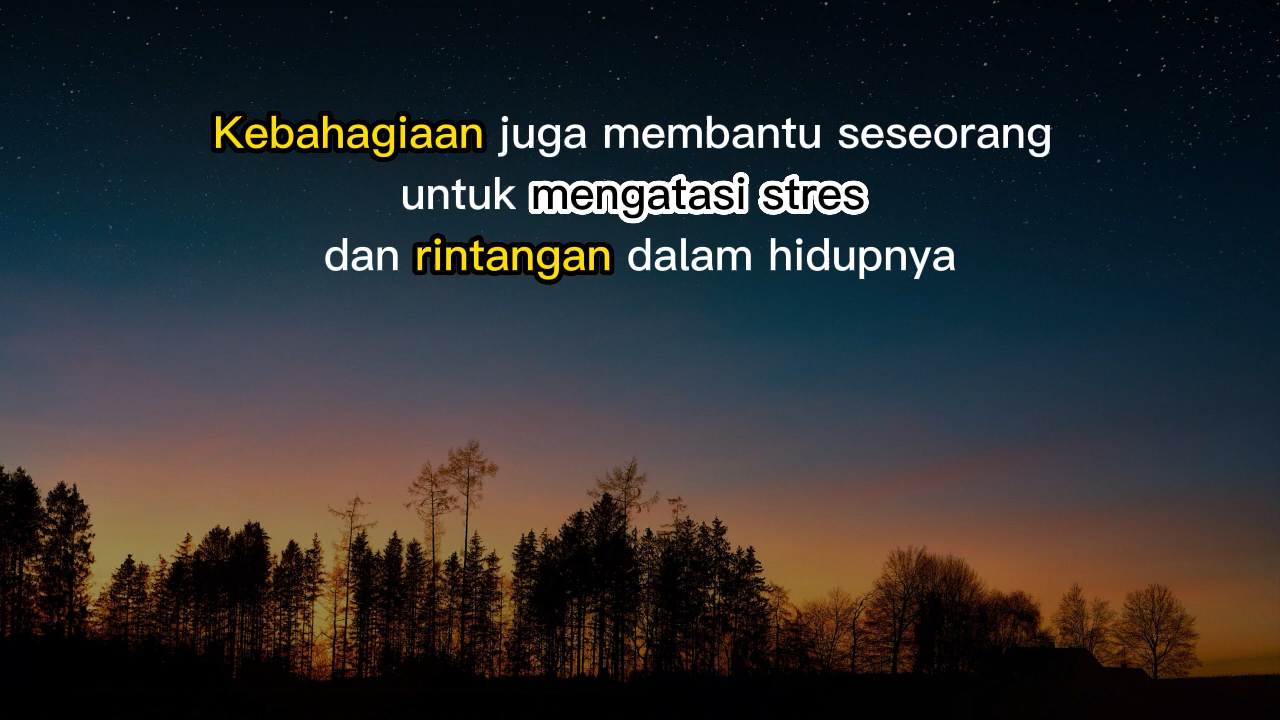 Kebahagiaan juga membantu seseorang
untuk mengatasi stres
dan rintangan dalam hidupnya